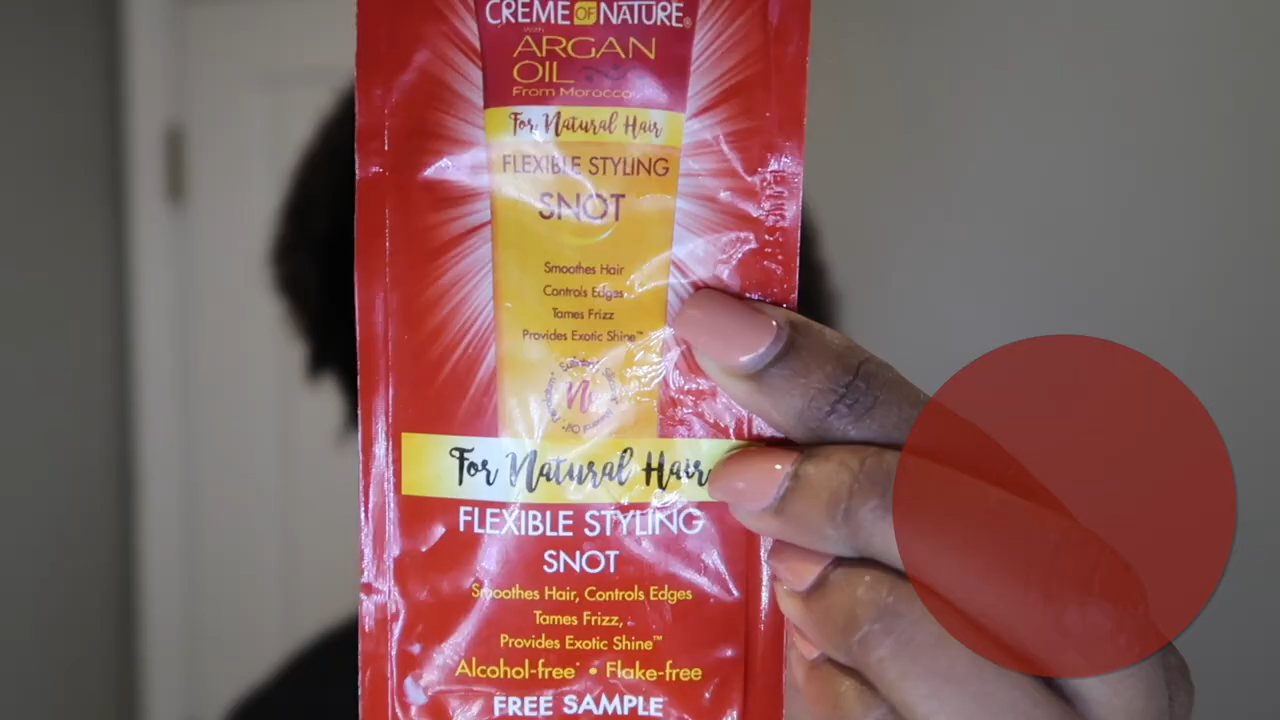 CREME OF NATURE®
with
ARGAN
OIL
From Morocco
For Natural Hair
FLEXIBLE STYLING
SNOT
Smoothes Hair
Controls Edges
Tames Frizz
Provides Exotic Shine™
For Natural Hair
FLEXIBLE STYLING
SNOT
Smoothes Hair, Controls Edges
Tames Frizz,
Provides Exotic Shine™
Alcohol-free* • Flake-free
FREE SAMPLE